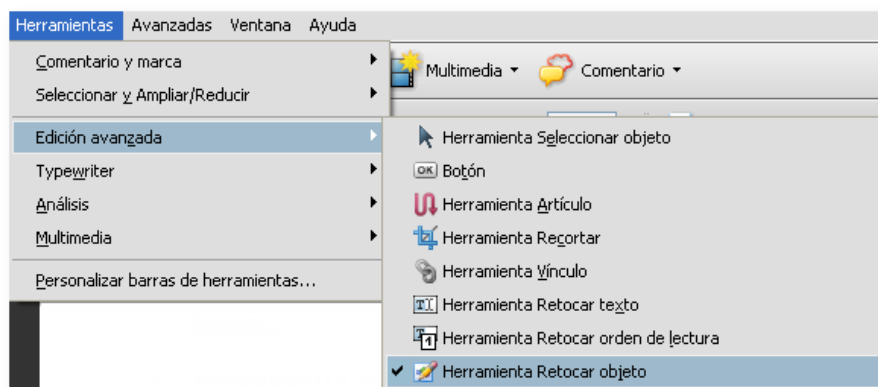 Herramientas Avanzadas Ventana Ayuda
Comentario y marca
Seleccionar y Ampliar/Reducir
Multimedia Comentario
Edición avanzada
Typewriter
Análisis
Multimedia
Personalizar barras de herramientas...
Herramienta Seleccionar objeto
OK Botón
Herramienta Artículo
Herramienta Recortar
Herramienta Vínculo
T Herramienta Retocar texto
1 Herramienta Retocar orden de lectura
Herramienta Retocar objeto